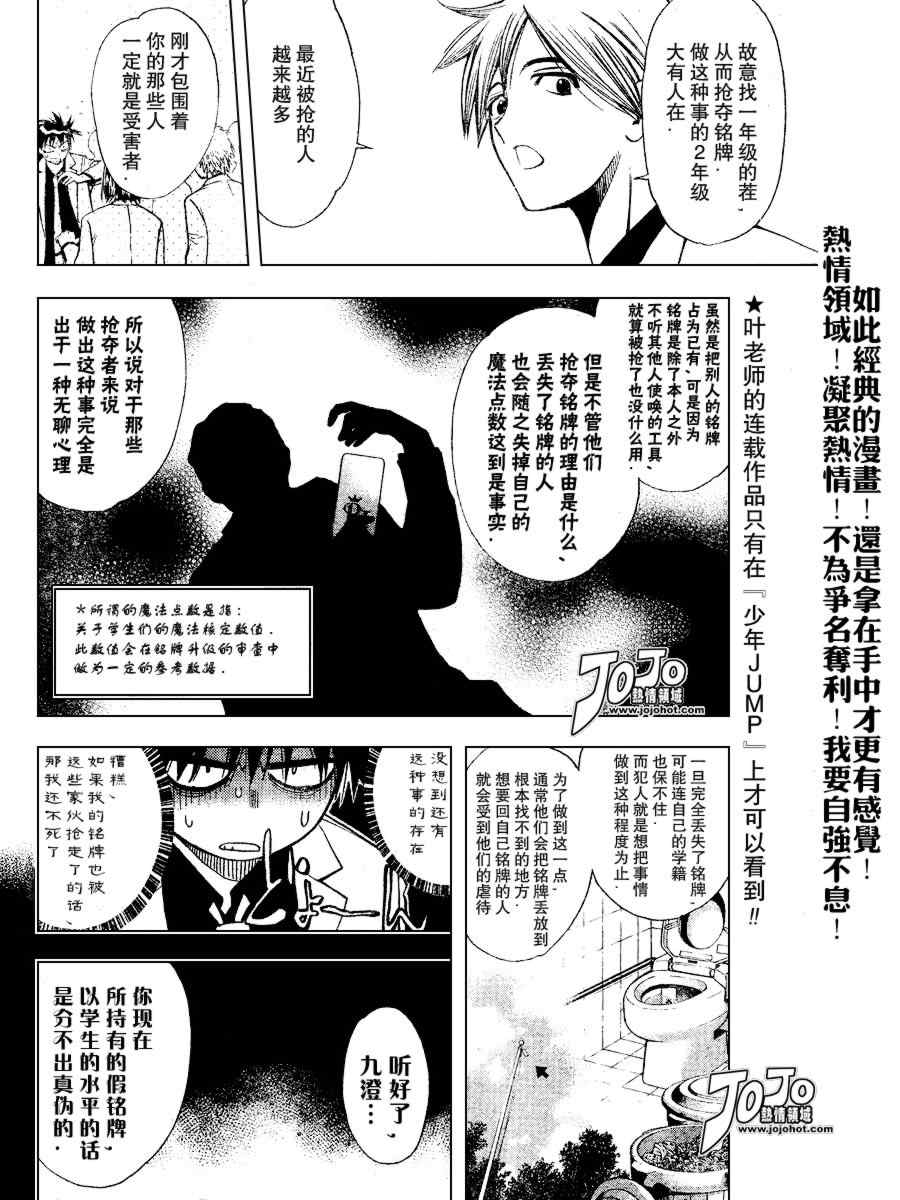 故意找一年级的茬、
从而抢夺铭牌.
做这种事的2年级
大有人在.
最近被抢的人
越来越多
刚才包围着
你的那些人
一定就是受害者.
虽然是把别人的铭牌
占为已有、可是因为
铭牌是除了本人之外
不听其他人使唤的工具、
就算被抢了也没什么用.
但是不管他们
抢夺铭牌的理由是什么、
丢失了铭牌的人
也会随之失掉自己的
魔法点数这到是事实.
所以说对于那些
抢夺者来说
做出这种事完全是
出于一种无聊心理
*所谓的魔法点数是指：
关于学生们的魔法核定数值.
此数值会在铭牌升级的审查中
做为一定的参考数据.
JOJO
熱情領域
www.jojohot.com
一旦完全丢失了铭牌、
可能连自己的学籍
也保不住.
而犯人就是想把事情
做到这种程度为止.
为了做到这一点.
通常他们会把铭牌丢放到
根本找不到的地方.
想要回自己铭牌的人
就会受到他们的虐待
没想到还有
这种事的存在
糟糕、
如果我的铭牌也被
这些家伙抢走了的话、
那我还不死了
听好了、
九澄…
你现在
所持有的假铭牌、
以学生的水平的话
是分不出真伪的.
JOJO
熱情領域
www.jojohot.com
★叶老师的连载作品只有在『少年JUMP』上才可以看到!!
如此經典的漫畫！還是拿在手中才更有感覺！
熱情領域！凝聚熱情！不為爭名奪利！我要自強不息！